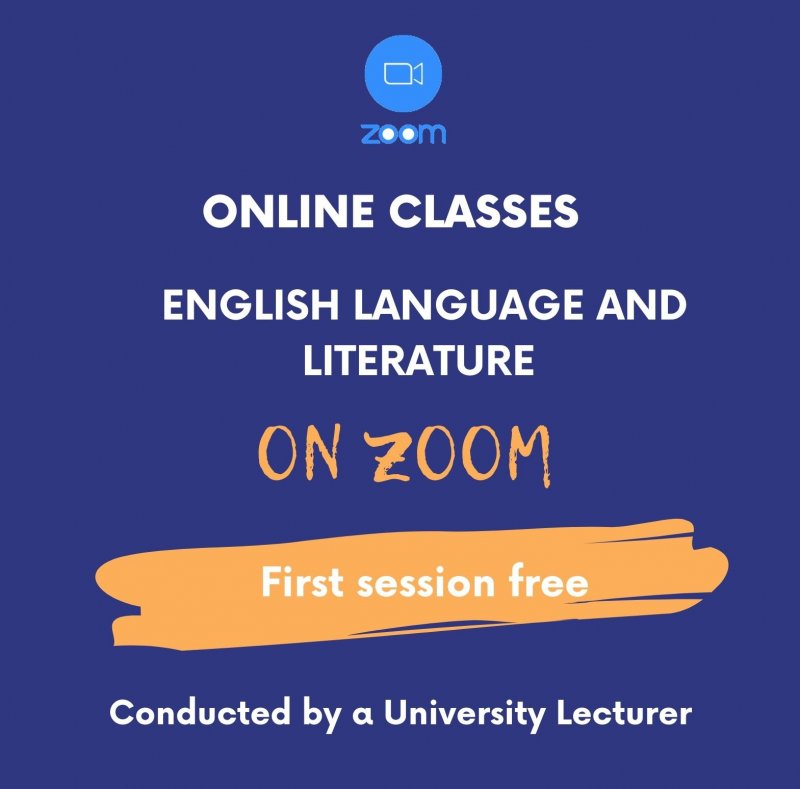 zoom
ONLINE CLASSES
ENGLISH LANGUAGE AND
LITERATURE
ON ZOOM
First session free
Conducted by a University Lecturer